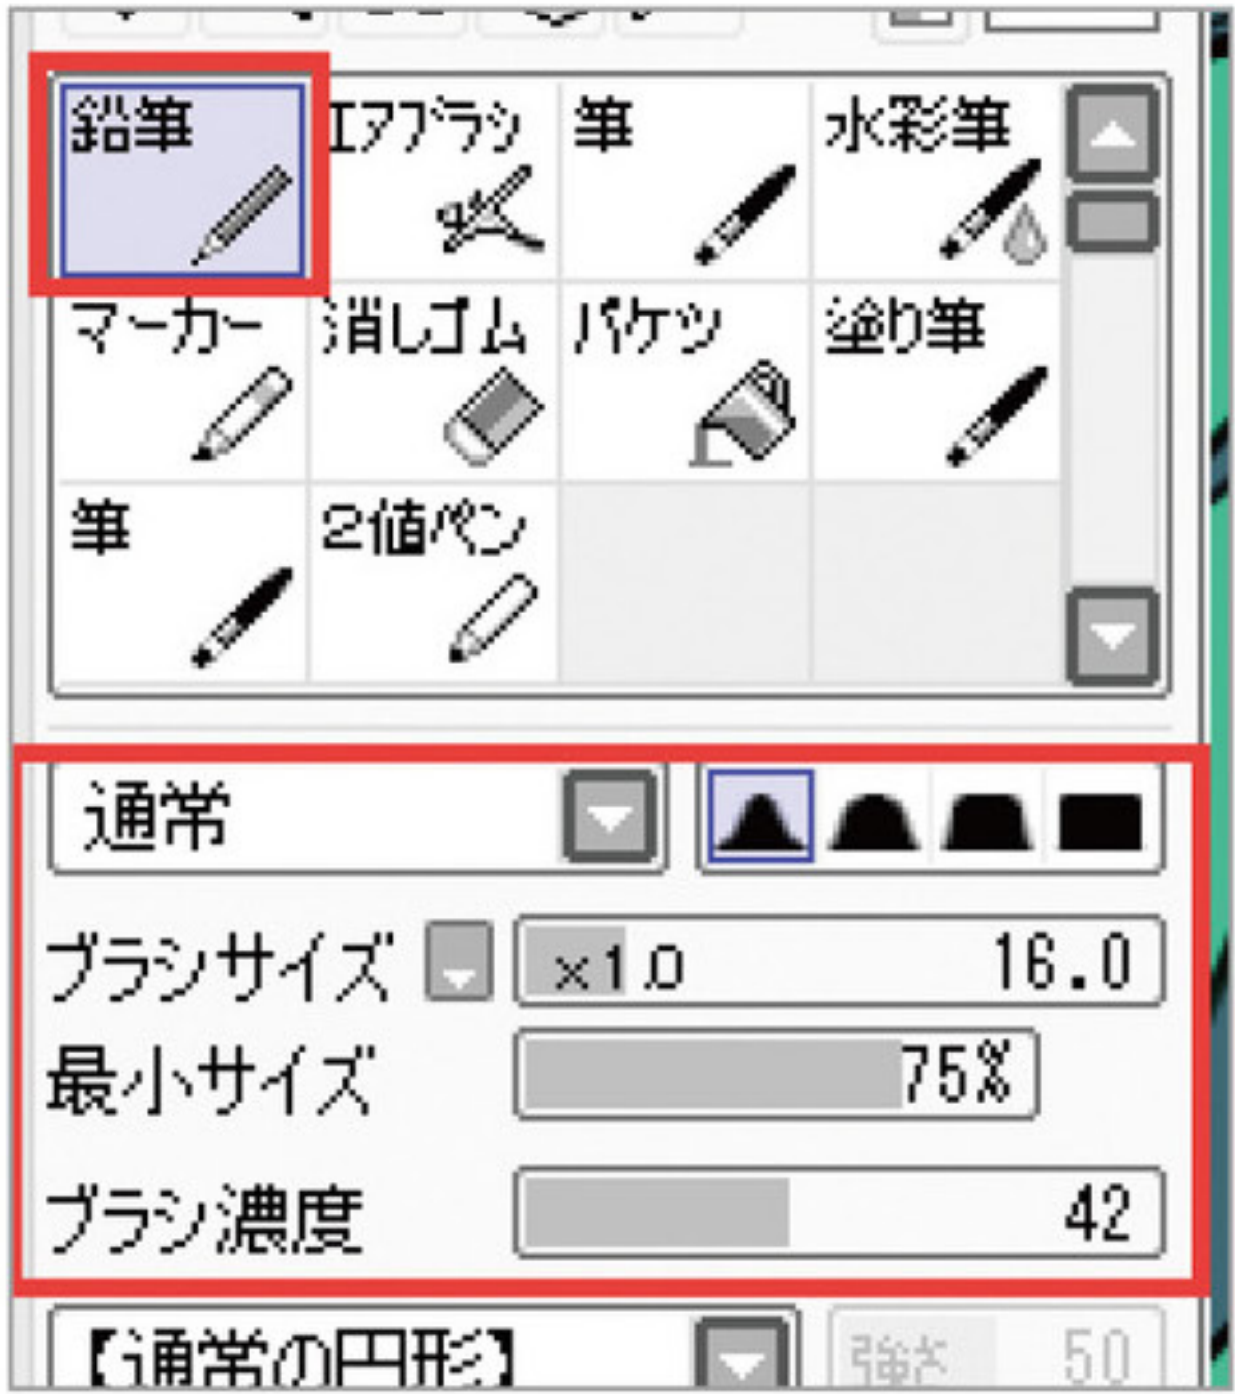 鉛筆 エアブラシ 筆 水彩筆
マーカー 消しゴム バケツ 塗り筆
筆 2値ペン
通常
ブラシサイズ ×1.0 16.0
最小サイズ 75%
ブラシ濃度 42
【通常の円形】 強さ 50